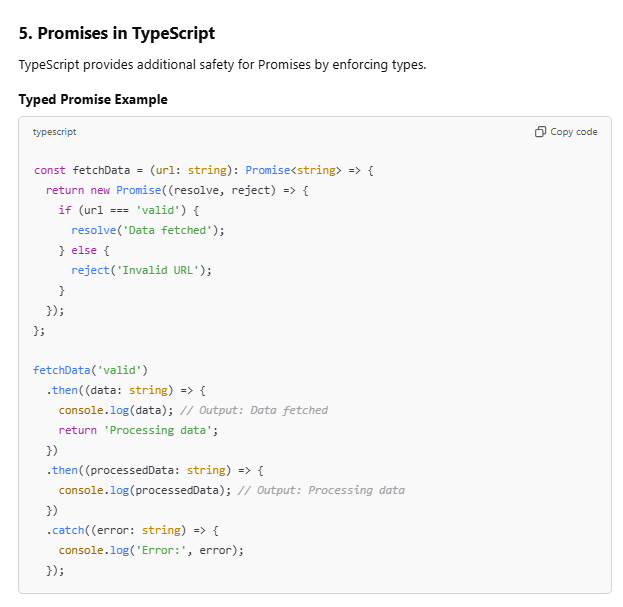 5. Promises in TypeScript
TypeScript provides additional safety for Promises by enforcing types.
Typed Promise Example
typescript
Copy code
const fetchData = (url: string): Promise<string> => {
  return new Promise((resolve, reject) => {
    if (url === 'valid') {
      resolve('Data fetched');
    } else {
      reject('Invalid URL');
    }
  });
};

fetchData('valid')
  .then((data: string) => {
    console.log(data); // Output: Data fetched
    return 'Processing data';
  })
  .then((processedData: string) => {
    console.log(processedData); // Output: Processing data
  })
  .catch((error: string) => {
    console.log('Error:', error);
  });